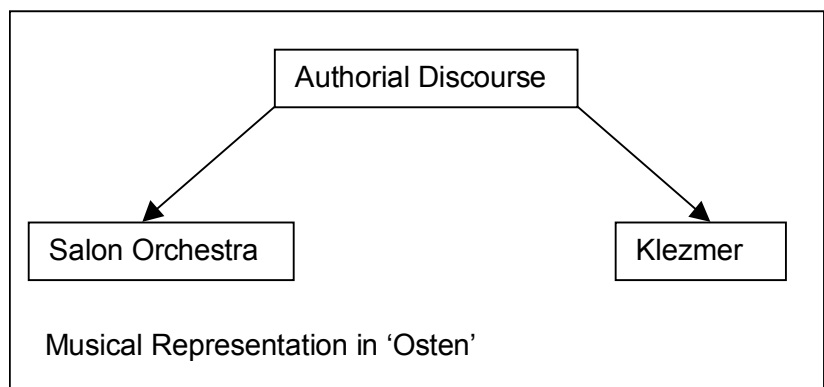 Authorial Discourse
Salon Orchestra
Klezmer
Musical Representation in ‘Osten’